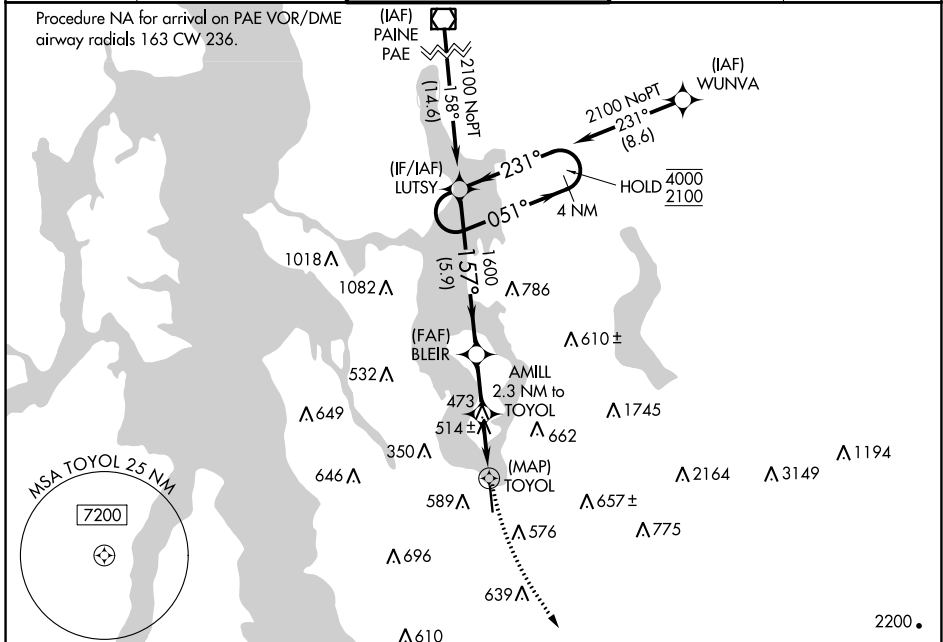 Procedure NA for arrival on PAE VOR/DME
airway radials 163 CW 236.
(IAF)
PAINE
PAE
2100 NoPT
158°
(14.6)
(IAF)
WUNVA
2100 NoPT
231°
(8.6)
(IF/IAF)
LUTSY
231°
051°
4 NM
HOLD 4000
2100
1600
157°
(5.9)
1018
1082
786
(FAF)
BLEIR
610 ±
532
AMILL
2.3 NM to
TOYOL
473
514 ±
649
1745
662
350
(MAP)
TOYOL
1194
646
2164
3149
589
657 ±
576
775
MSA TOYOL 25 NM
7200
696
639
2200
610